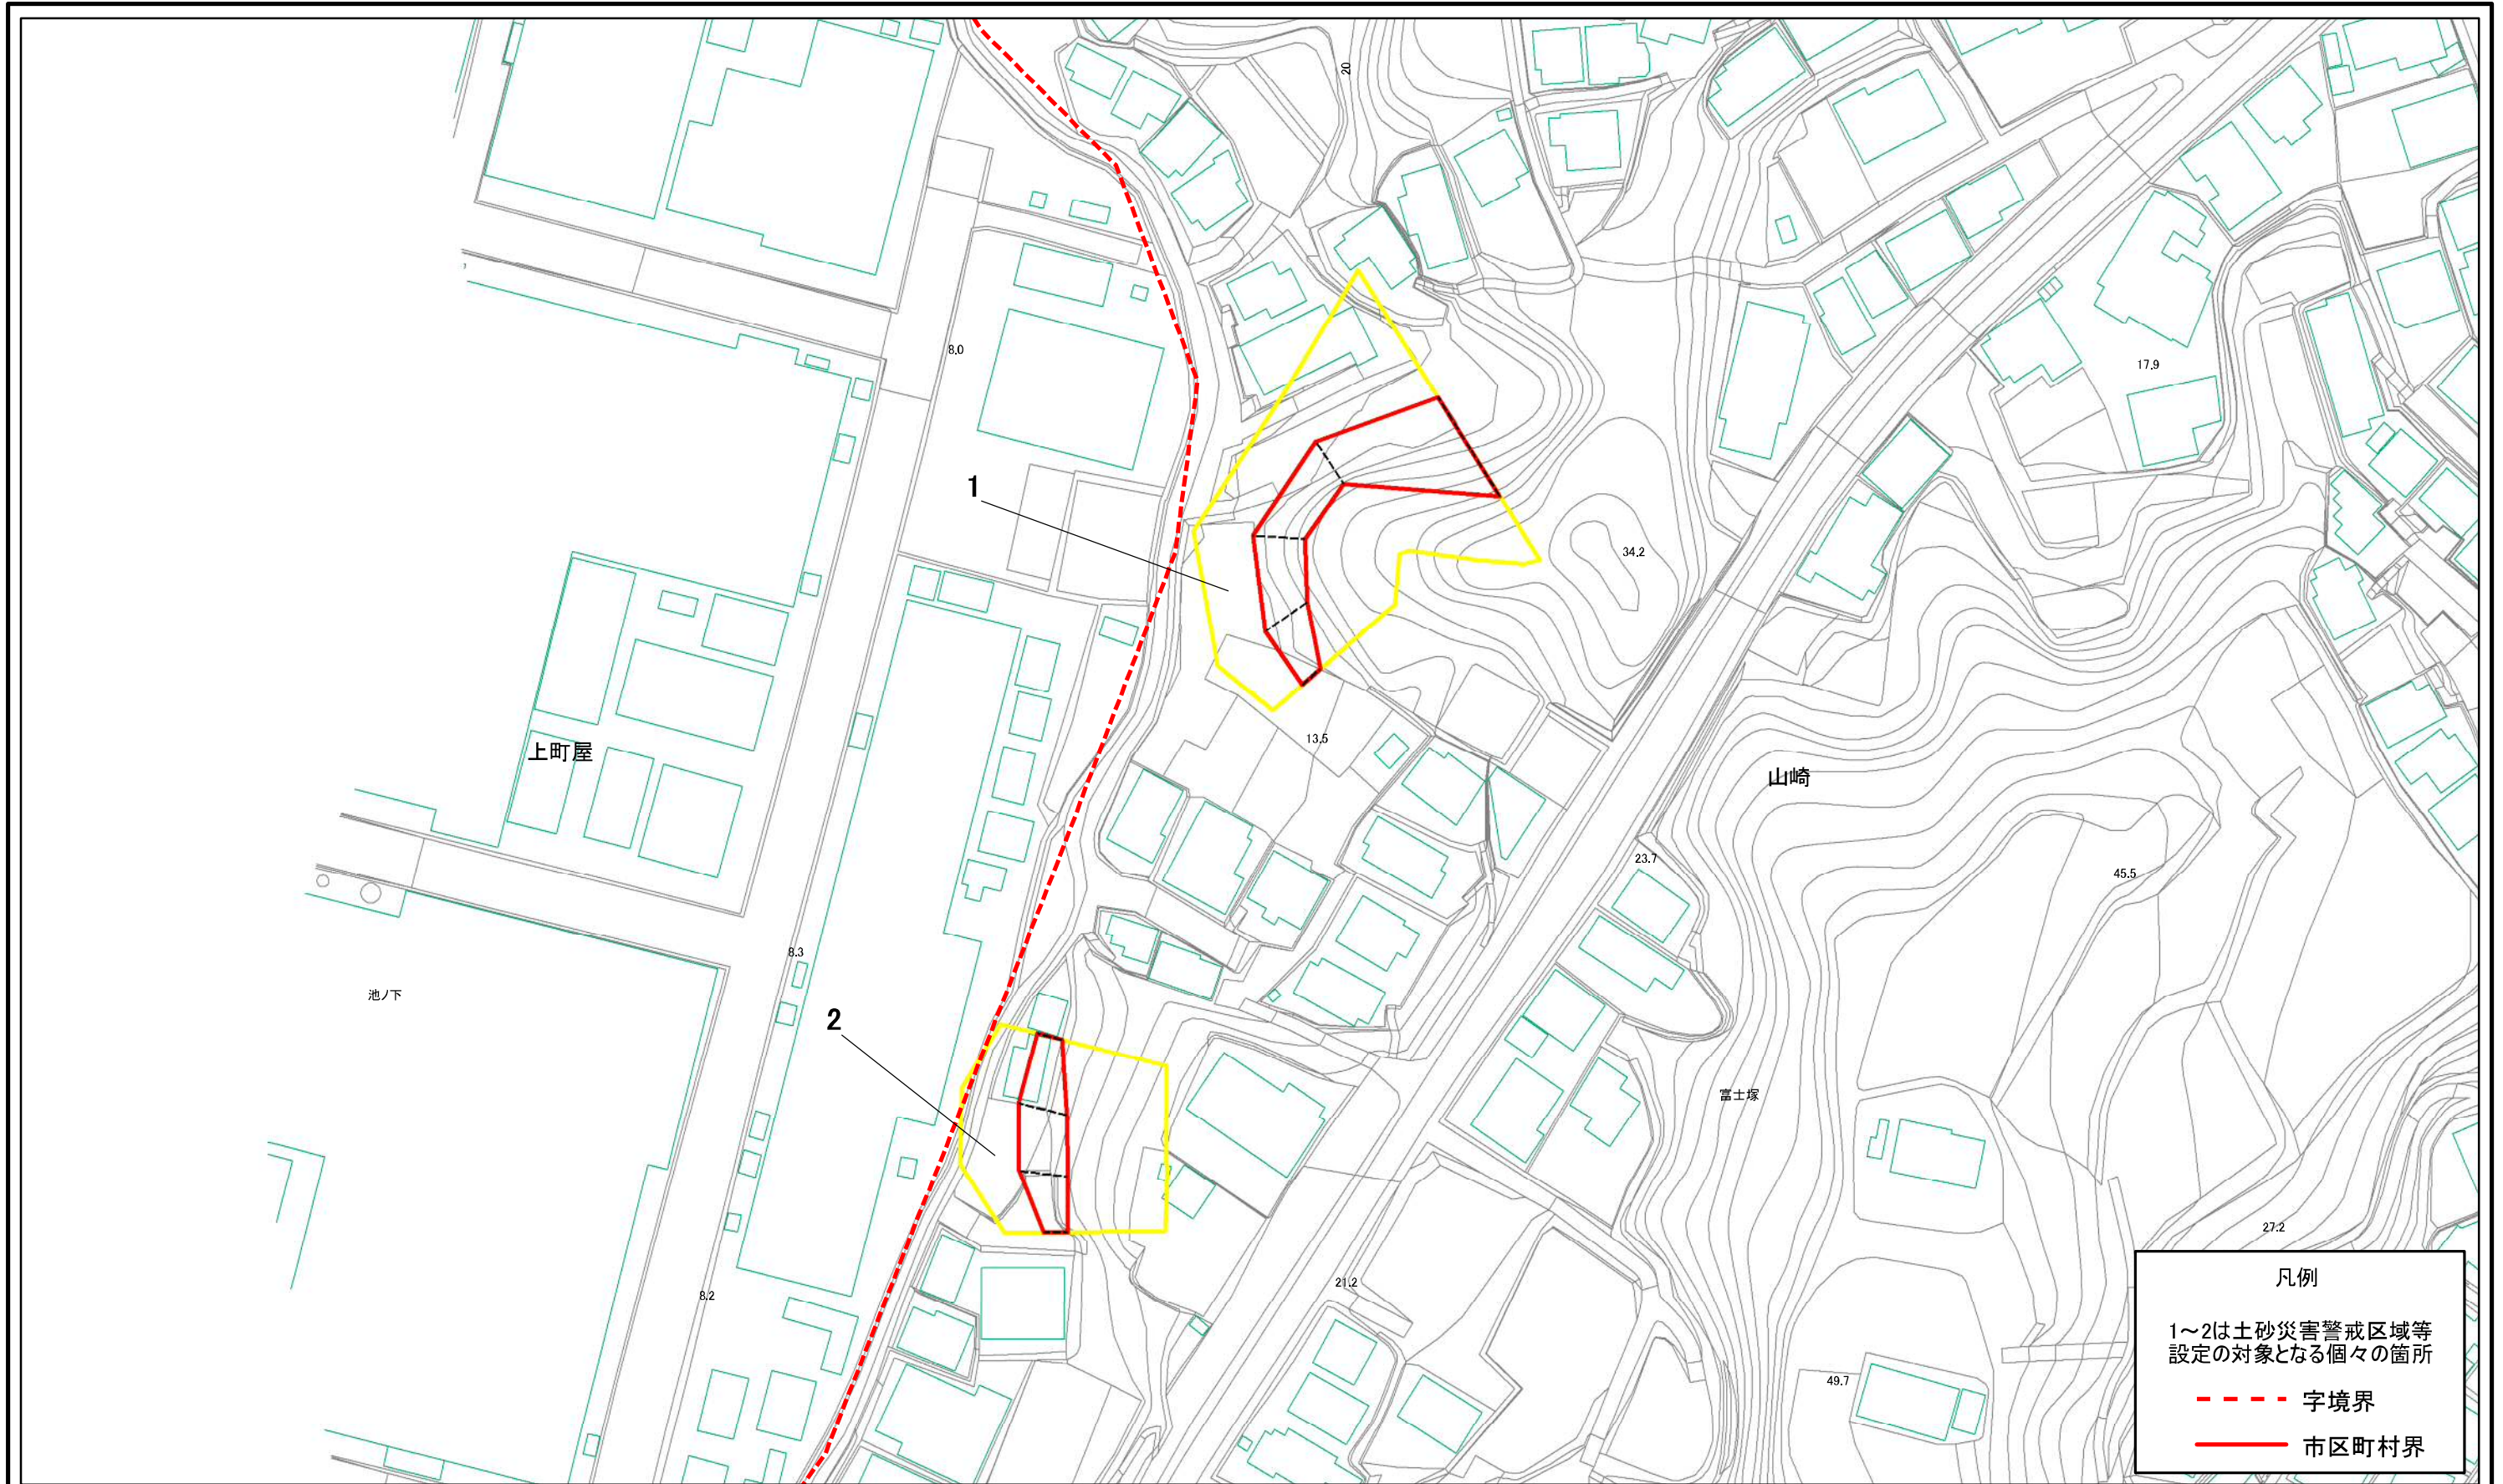 20
8.0
17.9
1
34.2
13.5
上町屋
山崎
23.7
45.5
8.3
池ノ下
2
富士塚
27.2
21.2
8.2
49.7
凡例
1～2は土砂災害警戒区域等
設定の対象となる個々の箇所
字境界
市区町村界